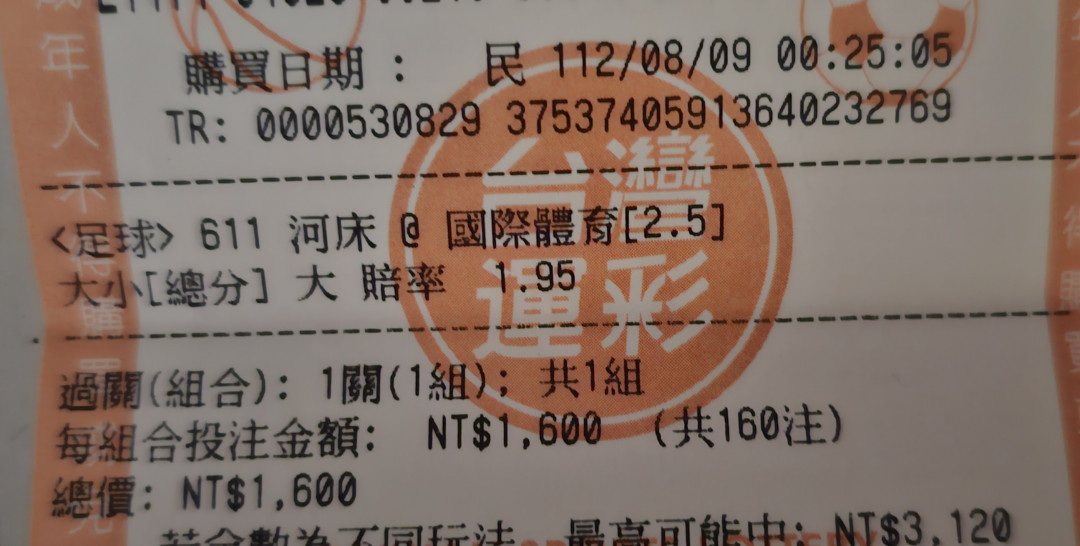 購買日期： 民 112/08/09 00:25:05
TR: 0000530829 37537405913640232769
<足球> 611 河床 @ 國際體育[2.5]
大小[總分] 大 賠率 1.95
過關(組合): 1關(1組); 共1組
每組合投注金額: NT$1,600 (共160注)
總價: NT$1,600
最高可能中: NT$3,120
台灣
運彩
年人不